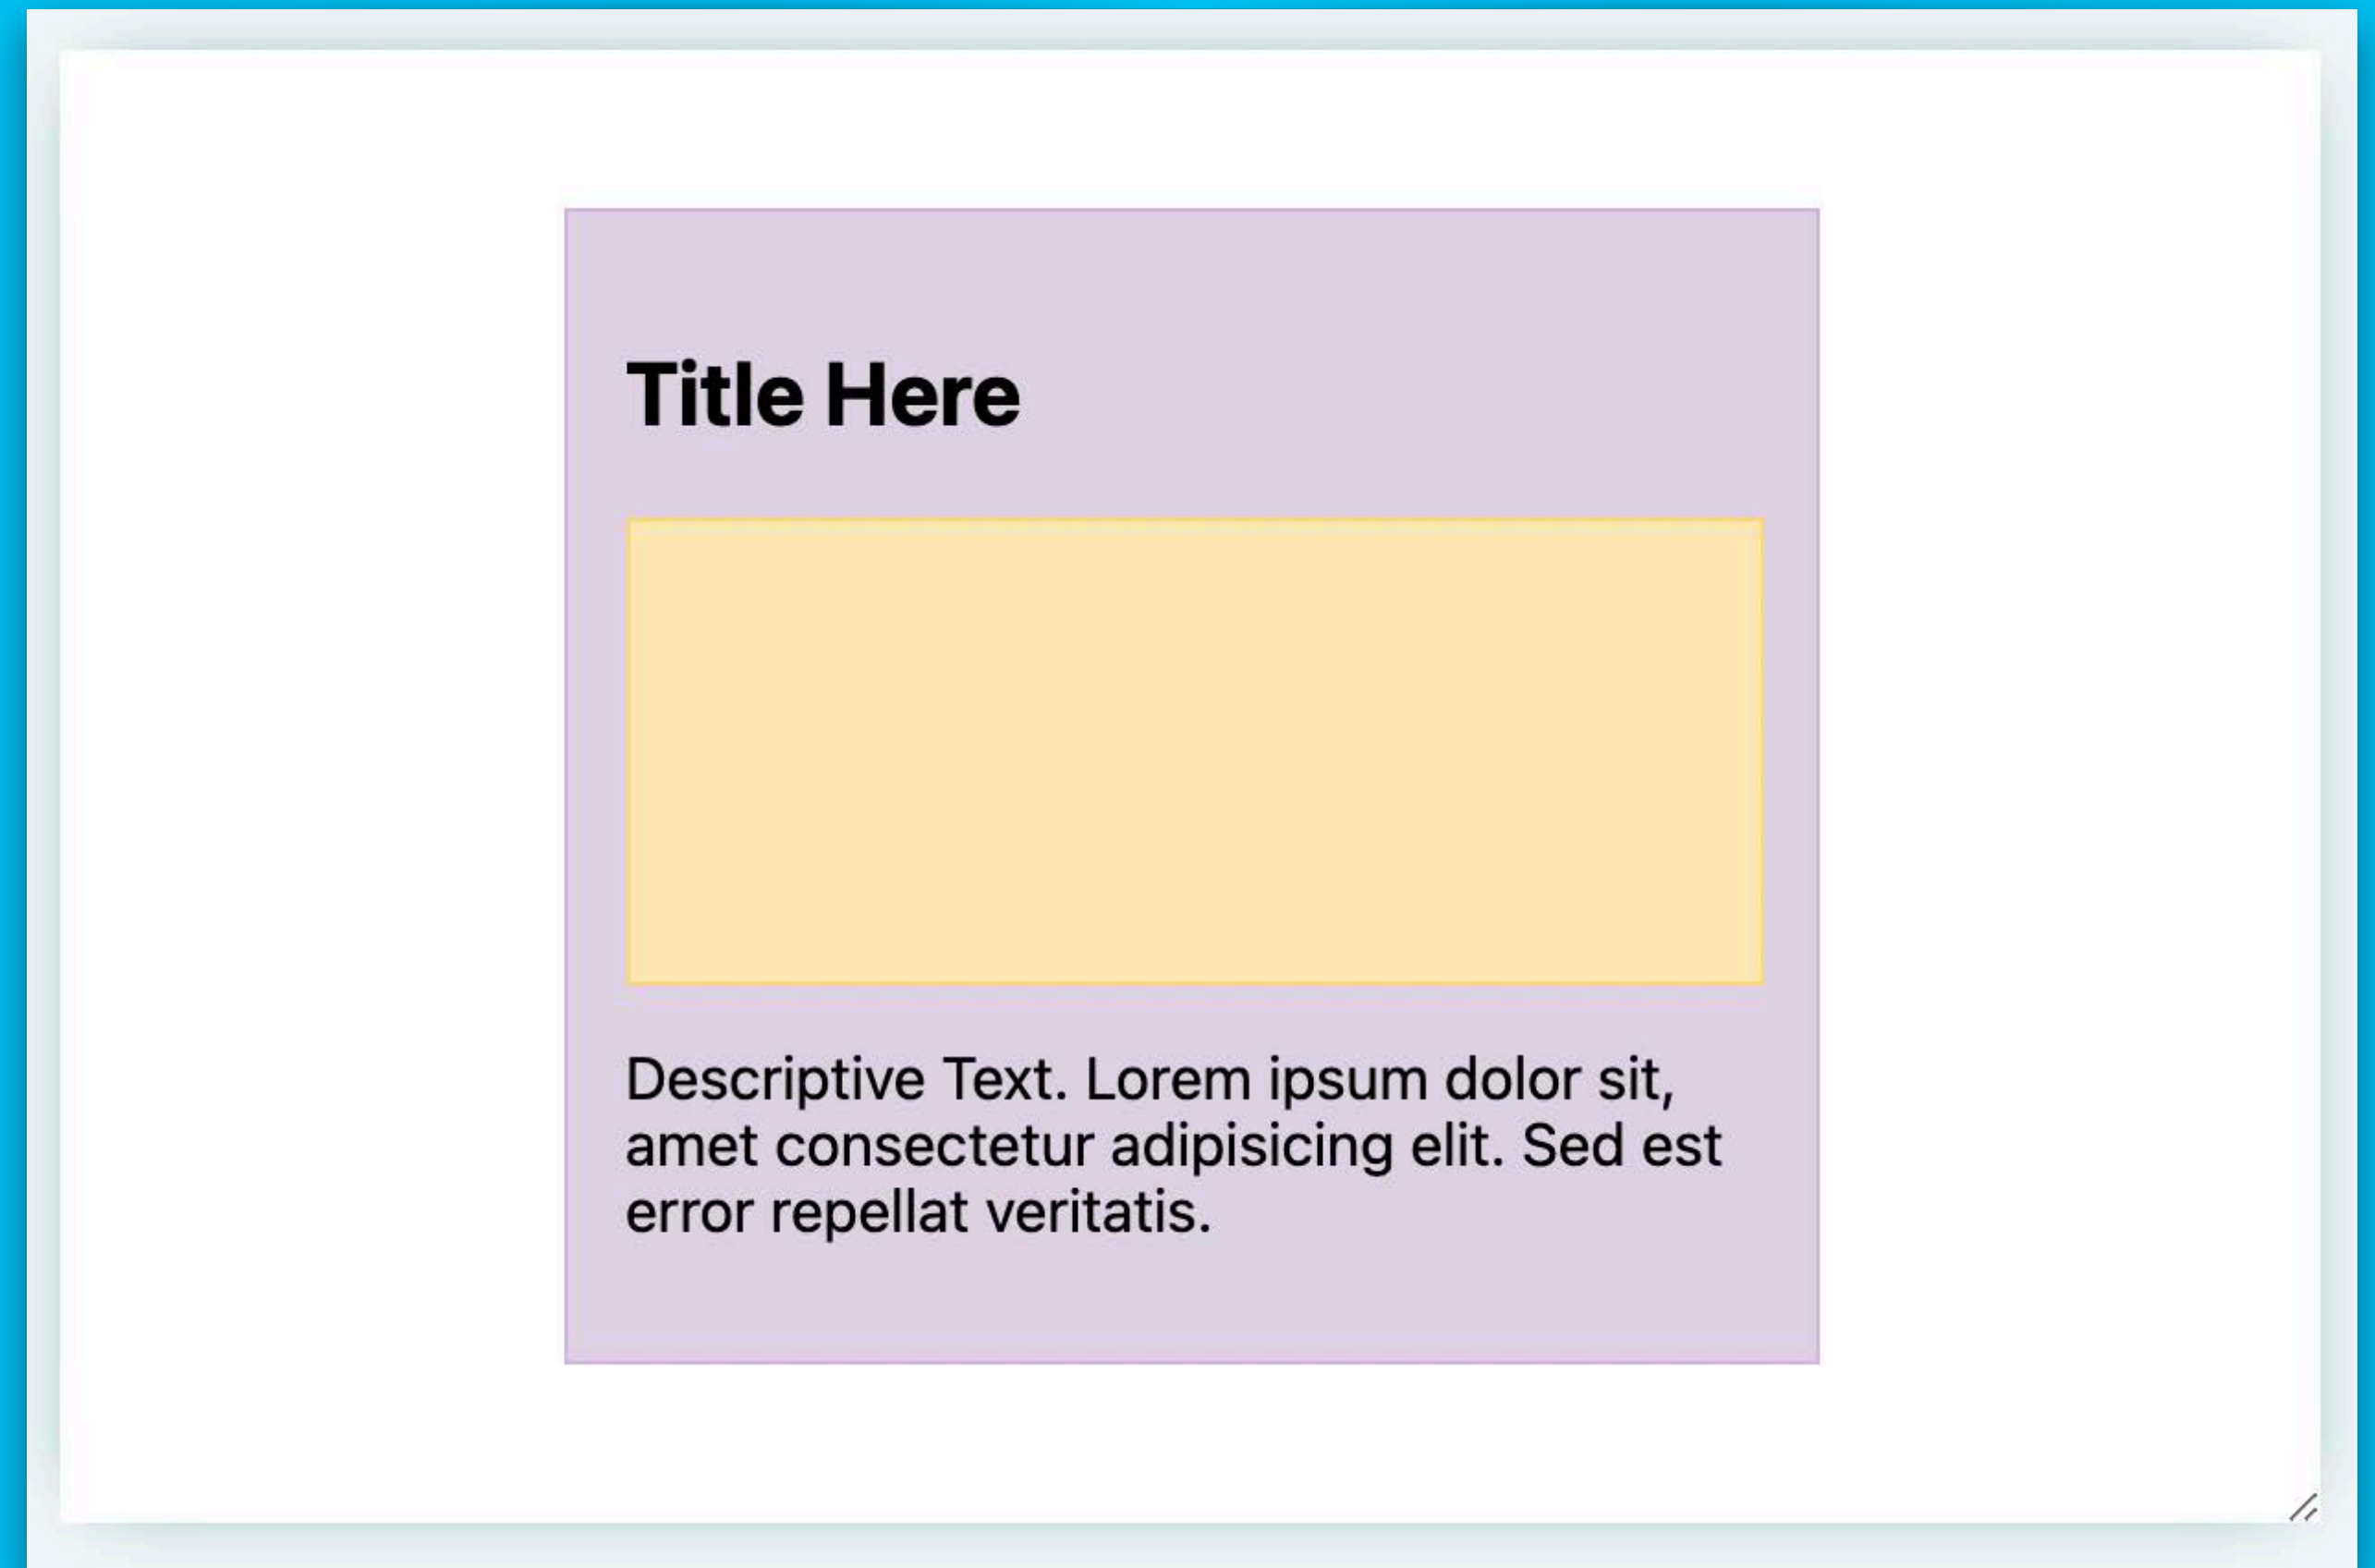 Title Here
Descriptive Text. Lorem ipsum dolor sit,
amet consectetur adipisicing elit. Sed est
error repellat veritatis.